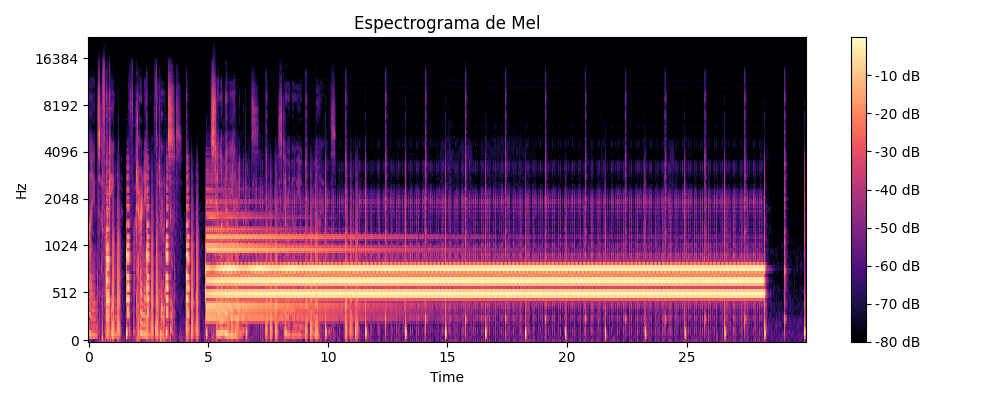 Espectrograma de Mel
16384
8192
4096
2048
1024
512
0
Hz
0 5 10 15 20 25
Time
-10 dB
-20 dB
-30 dB
-40 dB
-50 dB
-60 dB
-70 dB
-80 dB